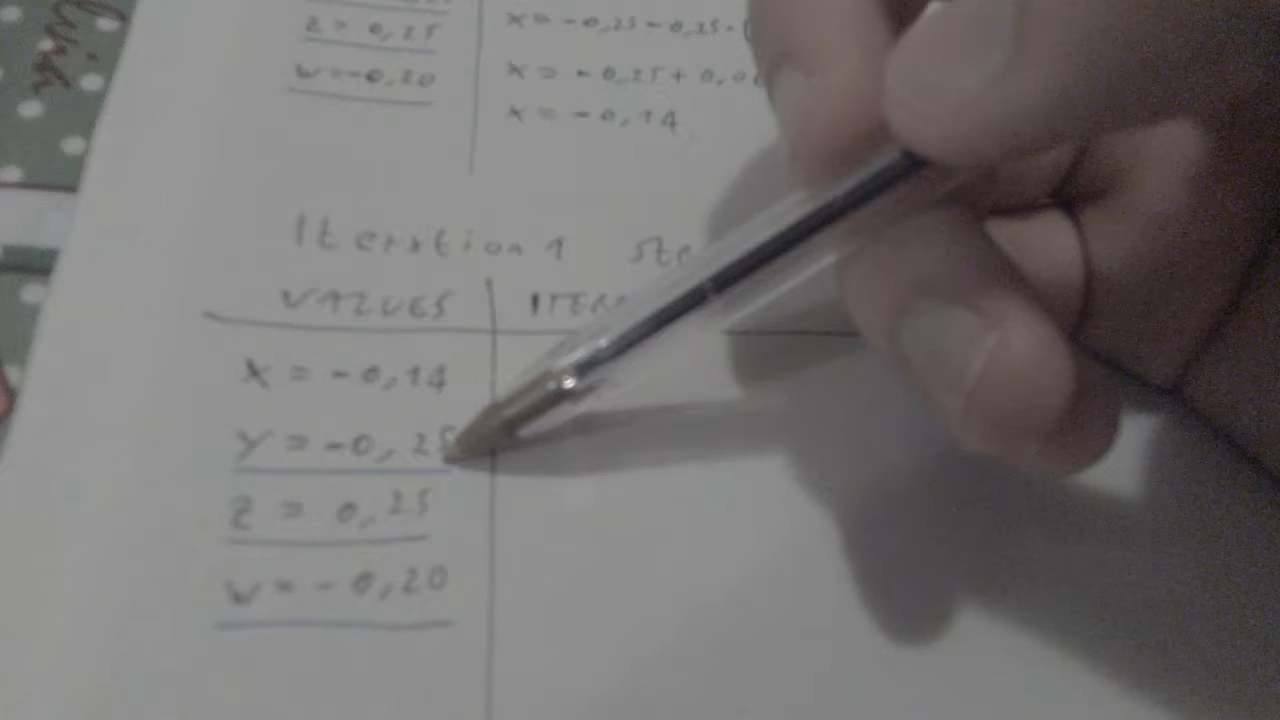 z = 0,25
w = -0,20
x = -0,25 - 0,25 -
x = -0,25 + 0,0
x = -0,14
Iteration 1
VALUES
x = -0,14
y = -0,25
z = 0,25
w = -0,20